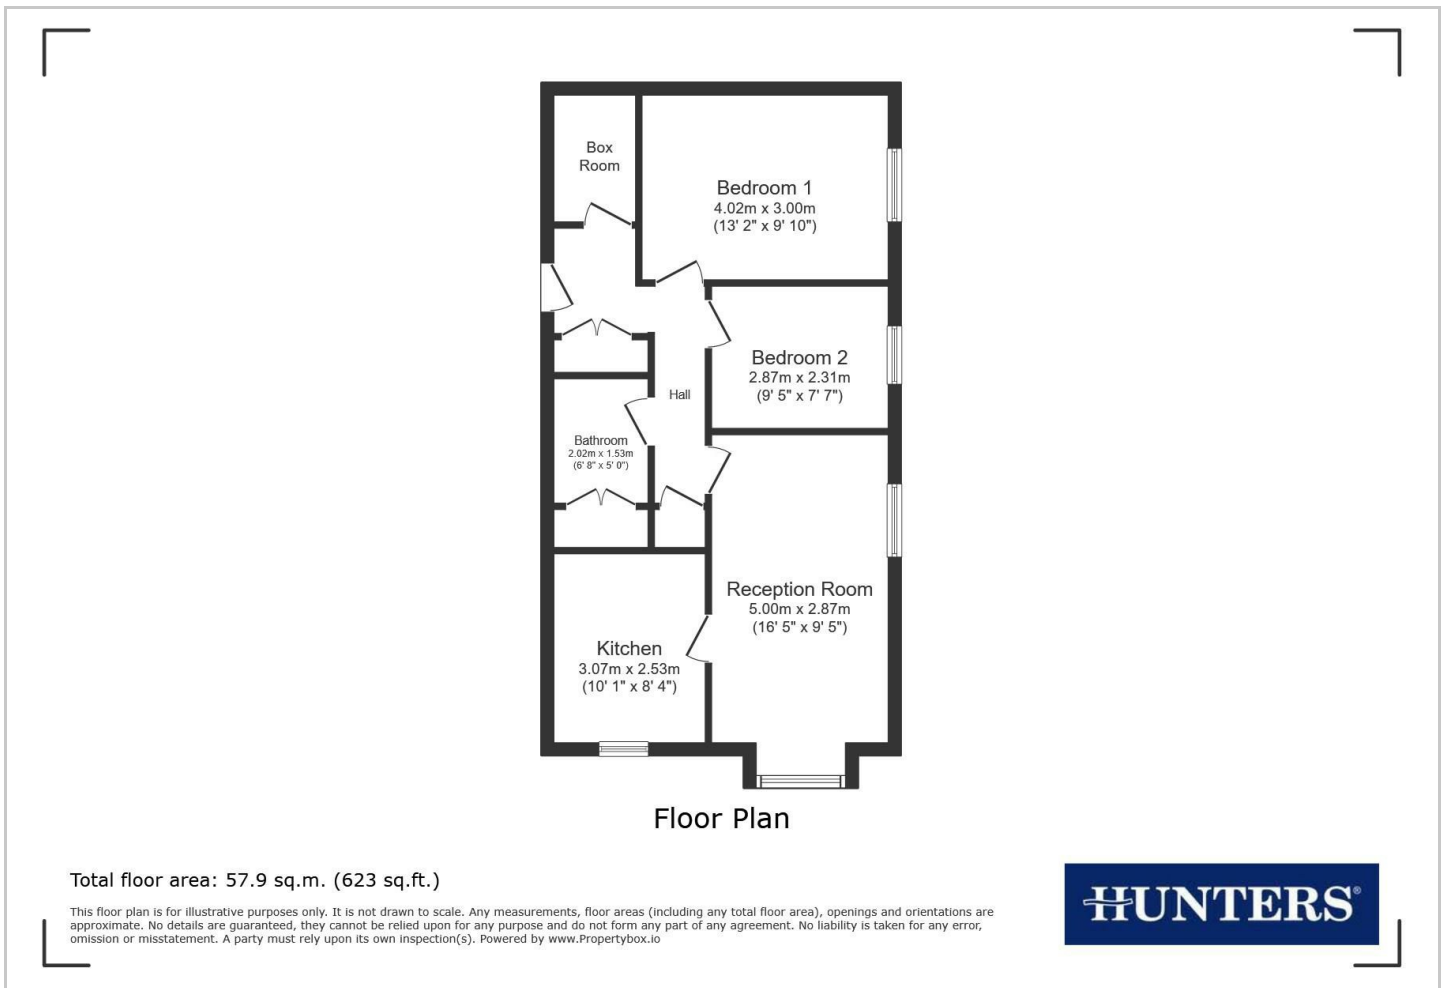 Box
Room
Bedroom 1
4.02m x 3.00m
(13' 2" x 9' 10")
Bedroom 2
2.87m x 2.31m
(9' 5" x 7' 7")
Hall
Bathroom
2.02m x 1.53m
(6' 8" x 5' 0")
Reception Room
5.00m x 2.87m
(16' 5" x 9' 5")
Kitchen
3.07m x 2.53m
(10' 1" x 8' 4")
Floor Plan
Total floor area: 57.9 sq.m. (623 sq.ft.)
This floor plan is for illustrative purposes only. It is not drawn to scale. Any measurements, floor areas (including any total floor area), openings and orientations are
approximate. No details are guaranteed, they cannot be relied upon for any purpose and do not form any part of any agreement. No liability is taken for any error,
omission or misstatement. A party must rely upon its own inspection(s). Powered by www.Propertybox.io
HUNTERS®